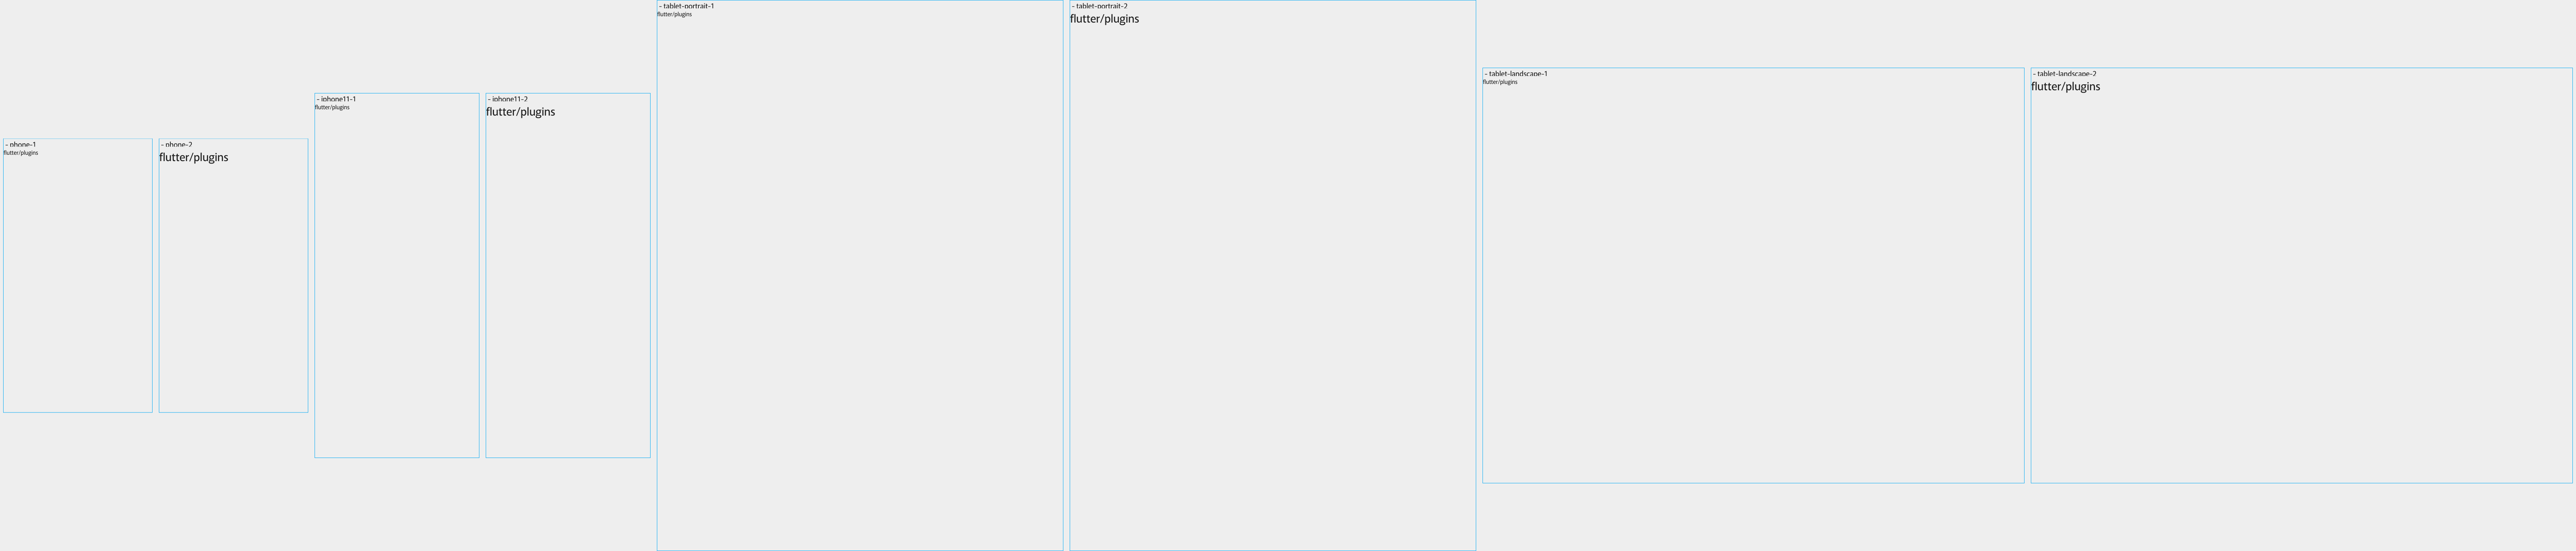 - phone-1
flutter/plugins
- phone-2
flutter/plugins
- iphone11-1
flutter/plugins
- iphone11-2
flutter/plugins
- tablet-portrait-1
flutter/plugins
- tablet-portrait-2
flutter/plugins
- tablet-landscape-1
flutter/plugins
- tablet-landscape-2
flutter/plugins